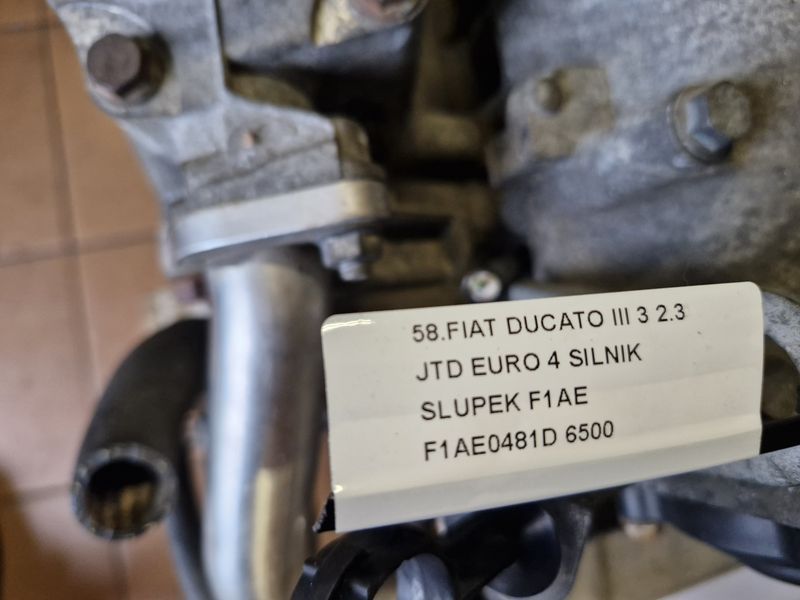 58.FIAT DUCATO III 3 2.3
JTD EURO 4 SILNIK
SLUPEK F1AE
F1AE0481D 6500